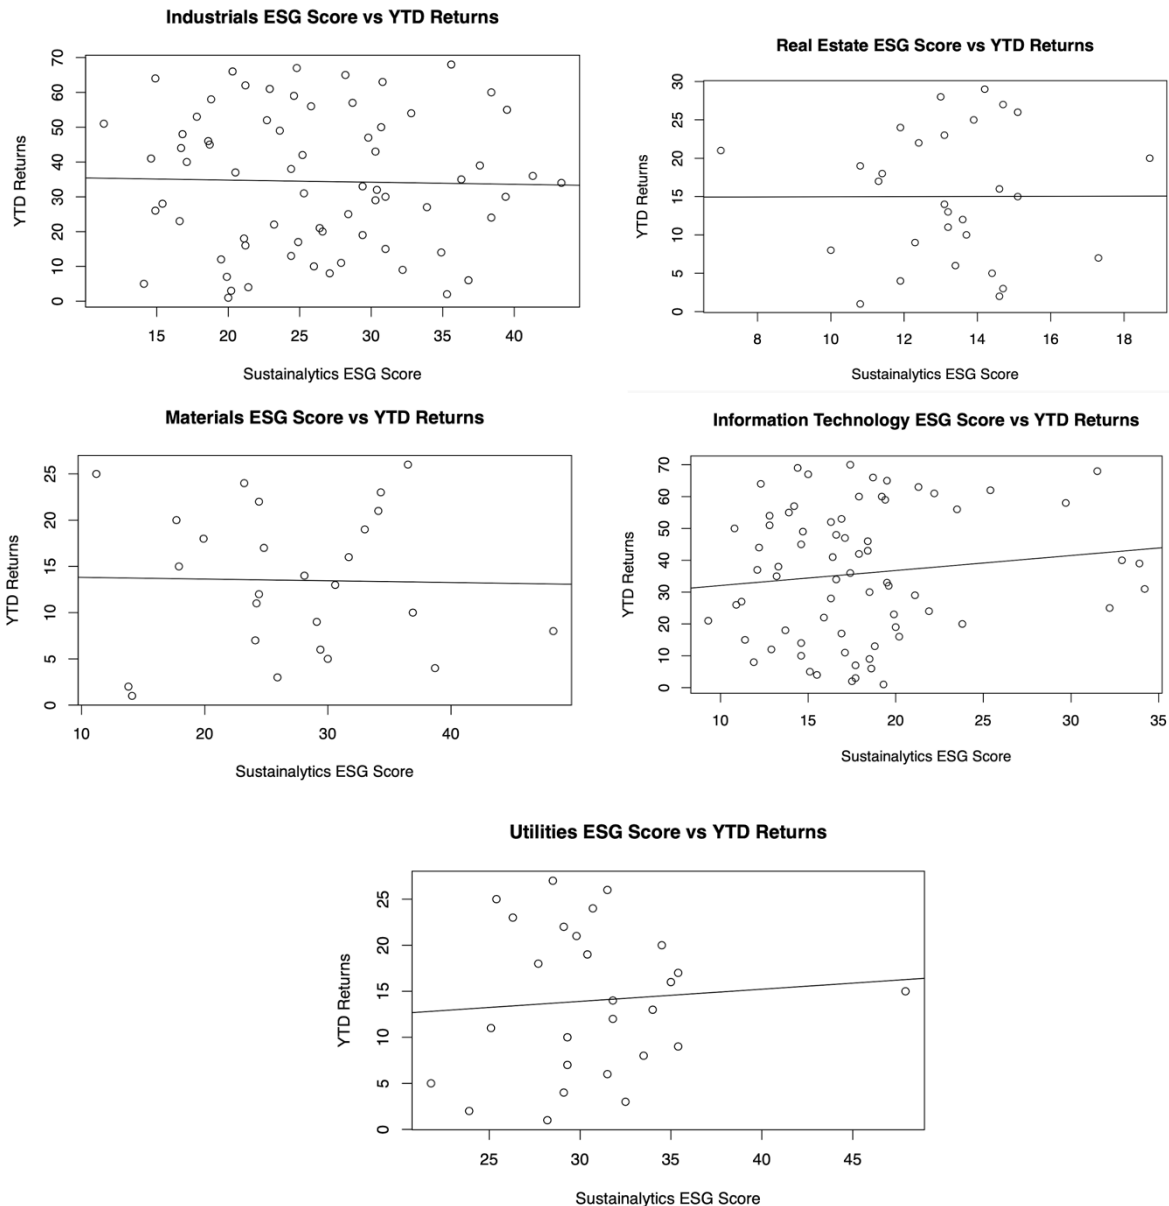 Industrials ESG Score vs YTD Returns
YTD Returns
70
60
50
40
30
20
10
0
15 20 25 30 35 40
Sustainalytics ESG Score
Real Estate ESG Score vs YTD Returns
YTD Returns
30
25
20
15
10
5
0
8 10 12 14 16 18
Sustainalytics ESG Score
Materials ESG Score vs YTD Returns
YTD Returns
25
20
15
10
5
0
10 20 30 40
Sustainalytics ESG Score
Information Technology ESG Score vs YTD Returns
YTD Returns
70
60
50
40
30
20
10
0
10 15 20 25 30 35
Sustainalytics ESG Score
Utilities ESG Score vs YTD Returns
YTD Returns
25
20
15
10
5
0
25 30 35 40 45
Sustainalytics ESG Score